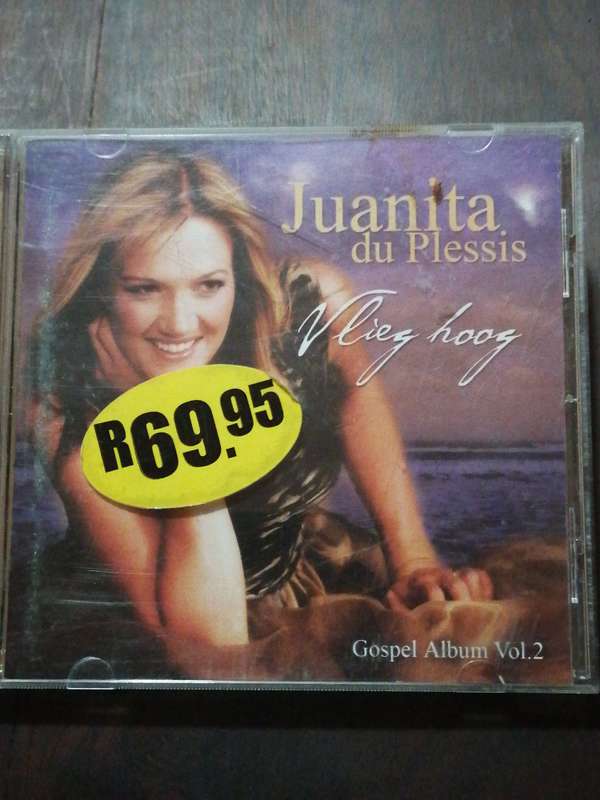 Juanita
du Plessis
Vlieg hoog
R69.95
Gospel Album Vol.2